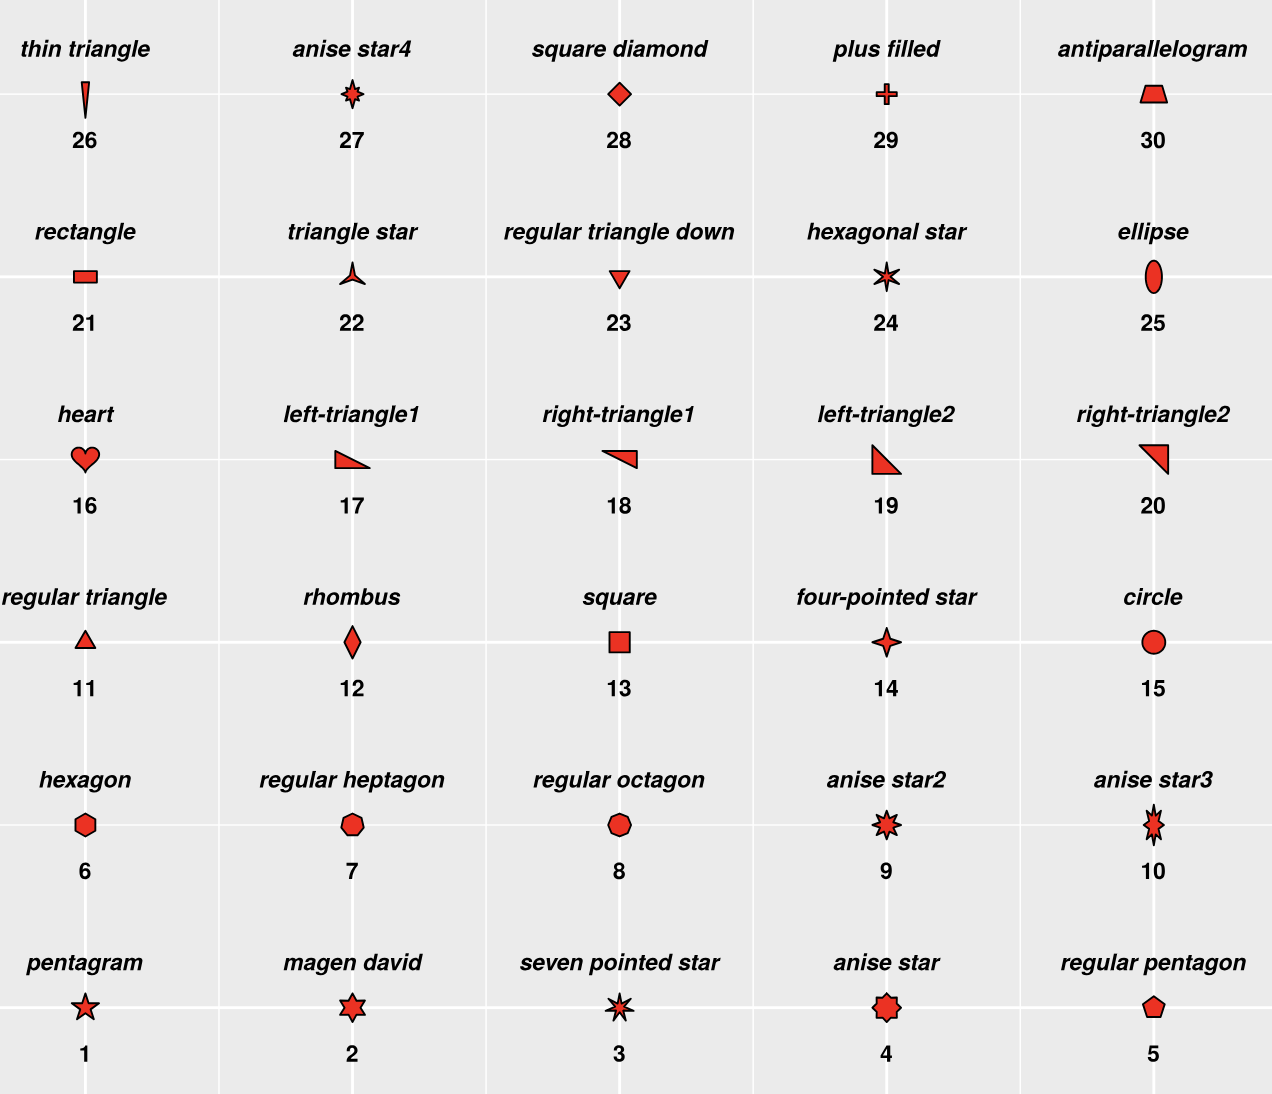 thin triangle anise star4 square diamond plus filled antiparallelogram
26 27 28 29 30
rectangle triangle star regular triangle down hexagonal star ellipse
21 22 23 24 25
heart left-triangle1 right-triangle1 left-triangle2 right-triangle2
16 17 18 19 20
regular triangle rhombus square four-pointed star circle
11 12 13 14 15
hexagon regular heptagon regular octagon anise star2 anise star3
6 7 8 9 10
pentagram magen david seven pointed star anise star regular pentagon
1 2 3 4 5